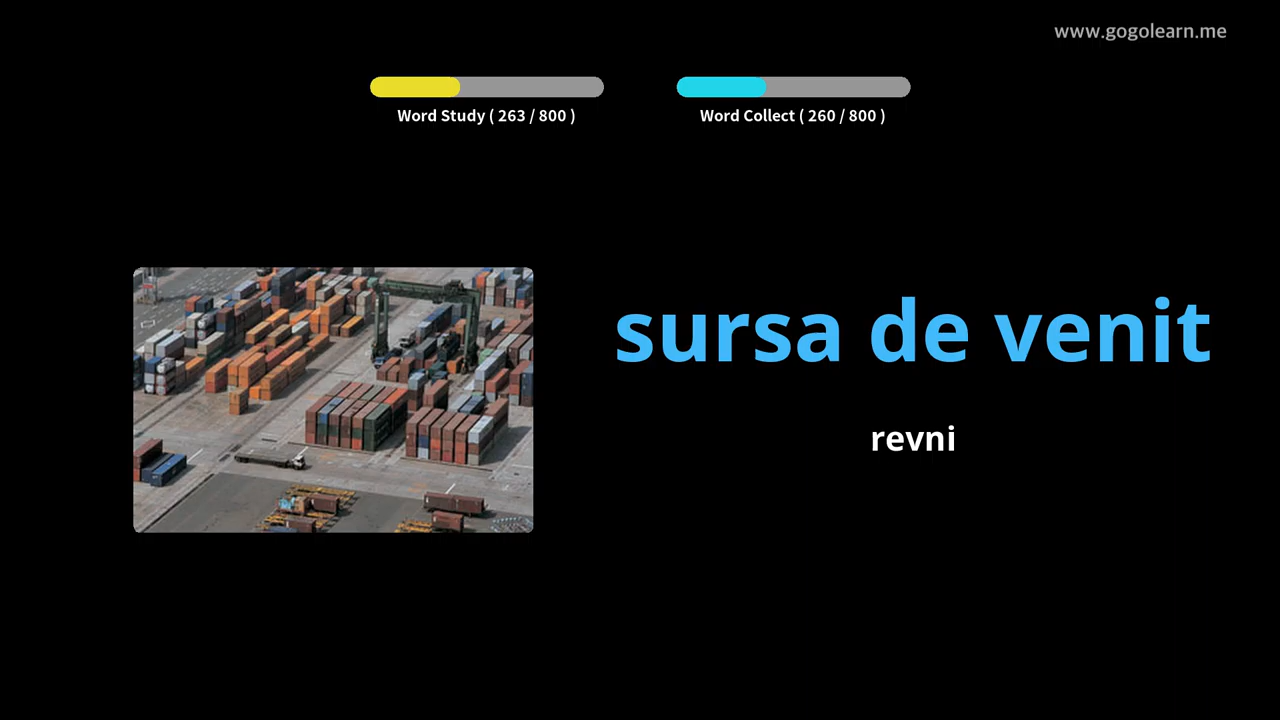 www.gogolearn.me
Word Study ( 263 / 800 )
Word Collect ( 260 / 800 )
sursa de venit
revni